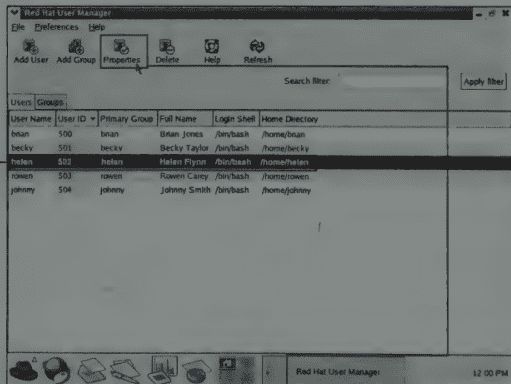 Red Hat User Manager
File Preferences Help
Add User Add Group Properties Delete Help Refresh
Search filter: Apply filter
Users Groups
User Name User ID Primary Group Full Name Login Shell Home Directory
brian 500 brian Brian Jones /bin/bash /home/brian
becky 501 becky Becky Taylor /bin/bash /home/becky
helen 502 helen Helen Flynn /bin/bash /home/helen
rowen 503 rowen Rowen Carey /bin/bash /home/rowen
johnny 504 johnny Johnny Smith /bin/bash /home/johnny
Red Hat User Manager 12:00 PM